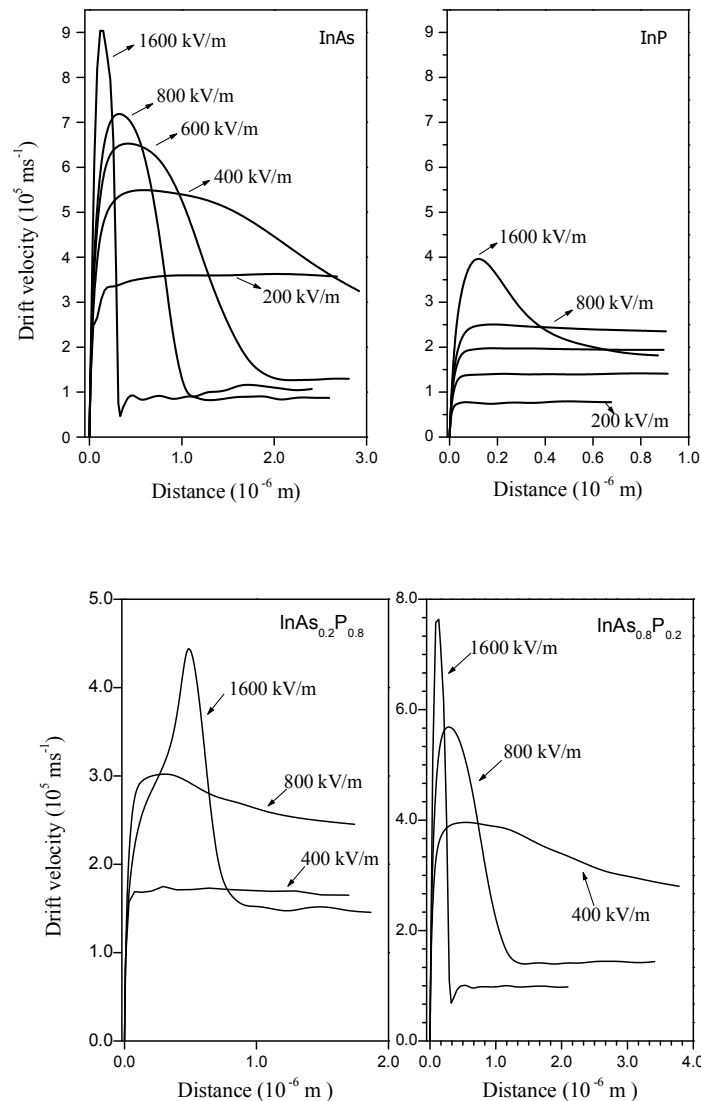 InAs
1600 kV/m
800 kV/m
600 kV/m
400 kV/m
200 kV/m
9
8
7
6
5
4
3
2
1
0
0.0 1.0 2.0 3.0
Drift velocity (10⁵ ms⁻¹)
Distance (10⁻⁶ m)
InP
1600 kV/m
800 kV/m
200 kV/m
9
8
7
6
5
4
3
2
1
0
0.0 0.2 0.4 0.6 0.8 1.0
Distance (10⁻⁶ m)
InAs₀.₂P₀.₈
1600 kV/m
800 kV/m
400 kV/m
5.0
4.0
3.0
2.0
1.0
0.0
0.0 1.0 2.0
Drift velocity (10⁵ ms⁻¹)
Distance (10⁻⁶ m )
InAs₀.₈P₀.₂
1600 kV/m
800 kV/m
400 kV/m
8.0
6.0
4.0
2.0
0.0
0.0 1.0 2.0 3.0 4.0
Distance (10⁻⁶ m )